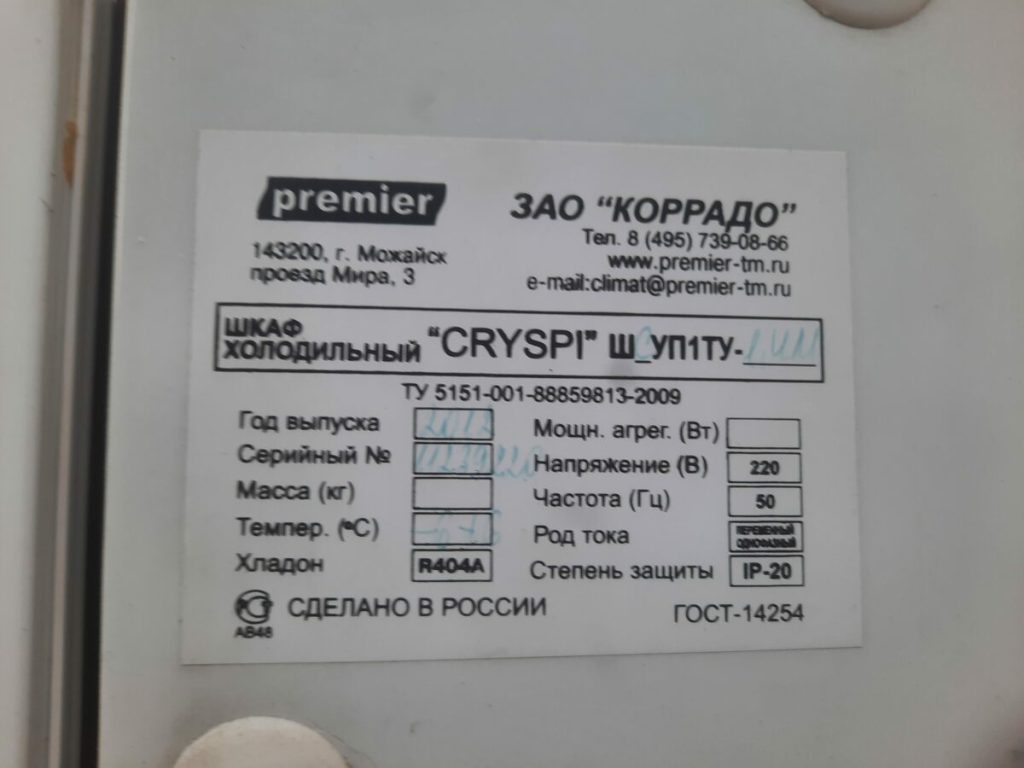 premier
143200, г. Можайск
проезд Мира, 3
ЗАО “КОРРАДО”
Тел. 8 (495) 739-08-66
www.premier-tm.ru
e-mail:climat@premier-tm.ru
ШКАФ
ХОЛОДИЛЬНЫЙ “CRYSPI” Ш_УП1ТУ-
ТУ 5151-001-88859813-2009
Год выпуска
Серийный №
Масса (кг)
Темпер. (ºС)
Хладон R404A
Мощн. агрег. (Вт)
Напряжение (В) 220
Частота (Гц) 50
Род тока ПЕРЕМЕННЫЙ
ОДНОФАЗНЫЙ
Степень защиты IP-20
АВ48
СДЕЛАНО В РОССИИ
ГОСТ-14254